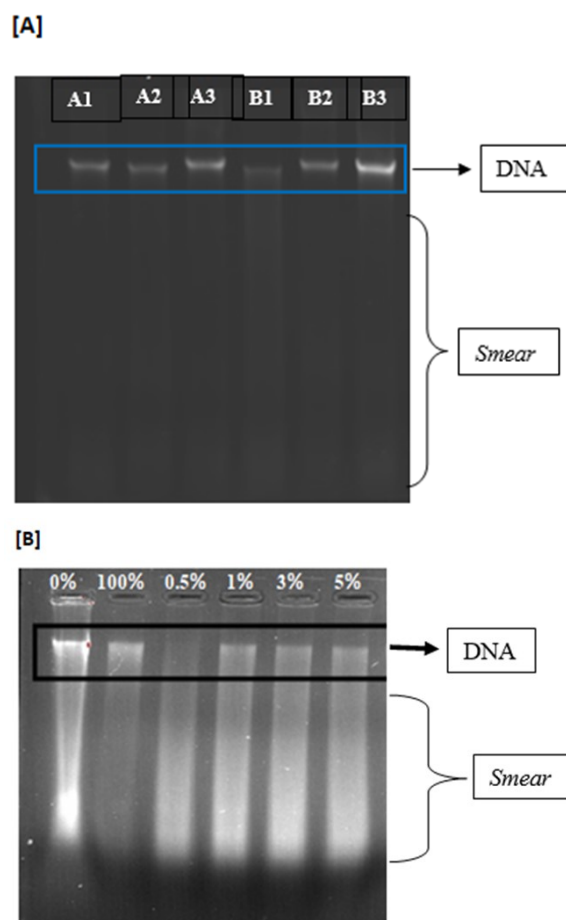 [A]
A1 A2 A3 B1 B2 B3
DNA
Smear
[B]
0% 100% 0.5% 1% 3% 5%
DNA
Smear